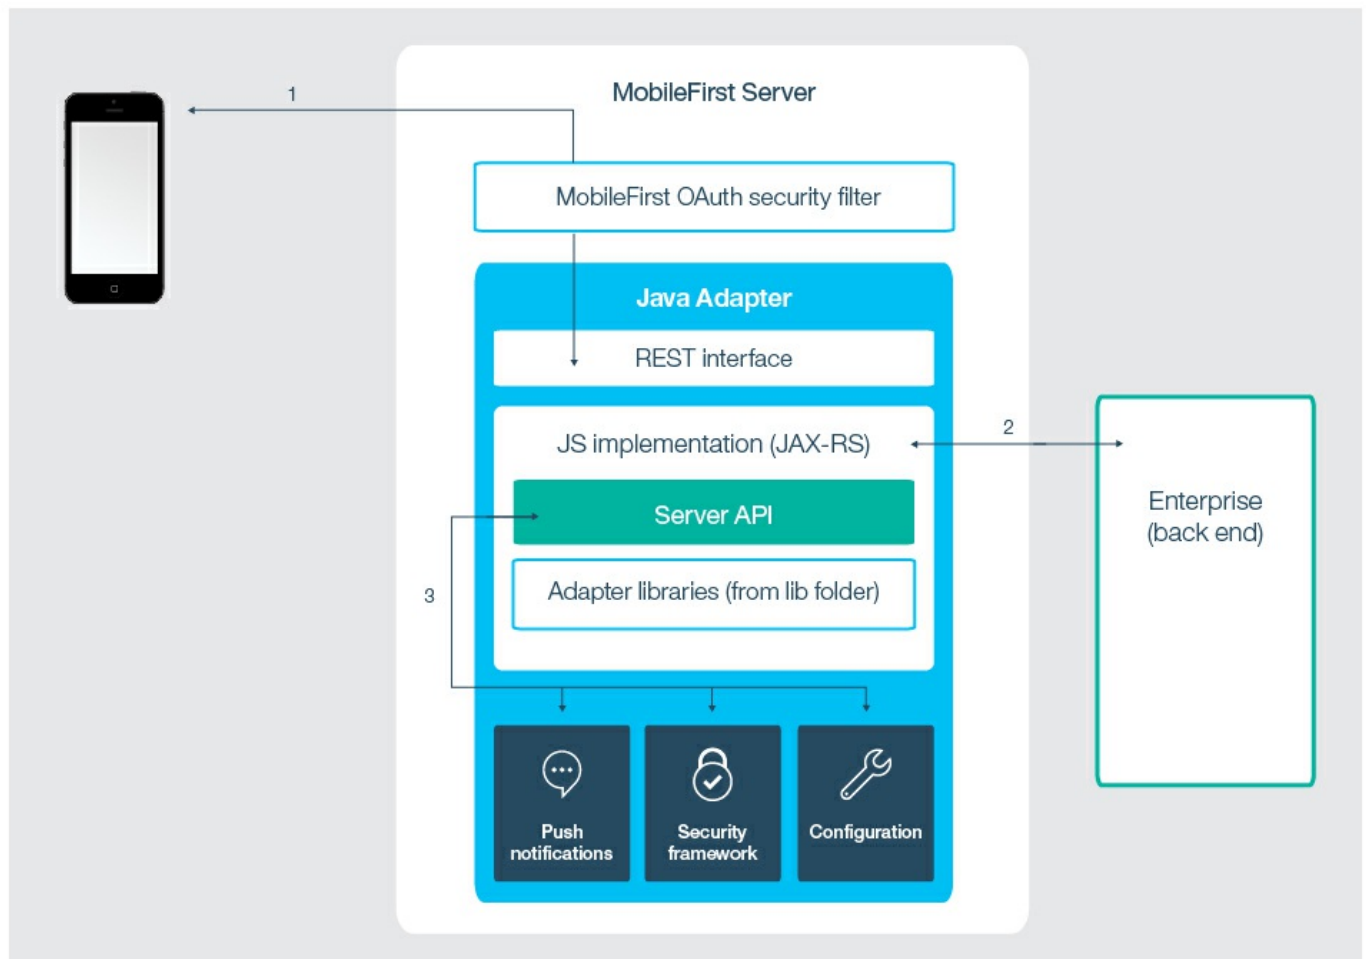 1
MobileFirst Server
MobileFirst OAuth security filter
Java Adapter
REST interface
JS implementation (JAX-RS)
2
Server API
Enterprise
(back end)
3
Adapter libraries (from lib folder)
Push
notifications
Security
framework
Configuration